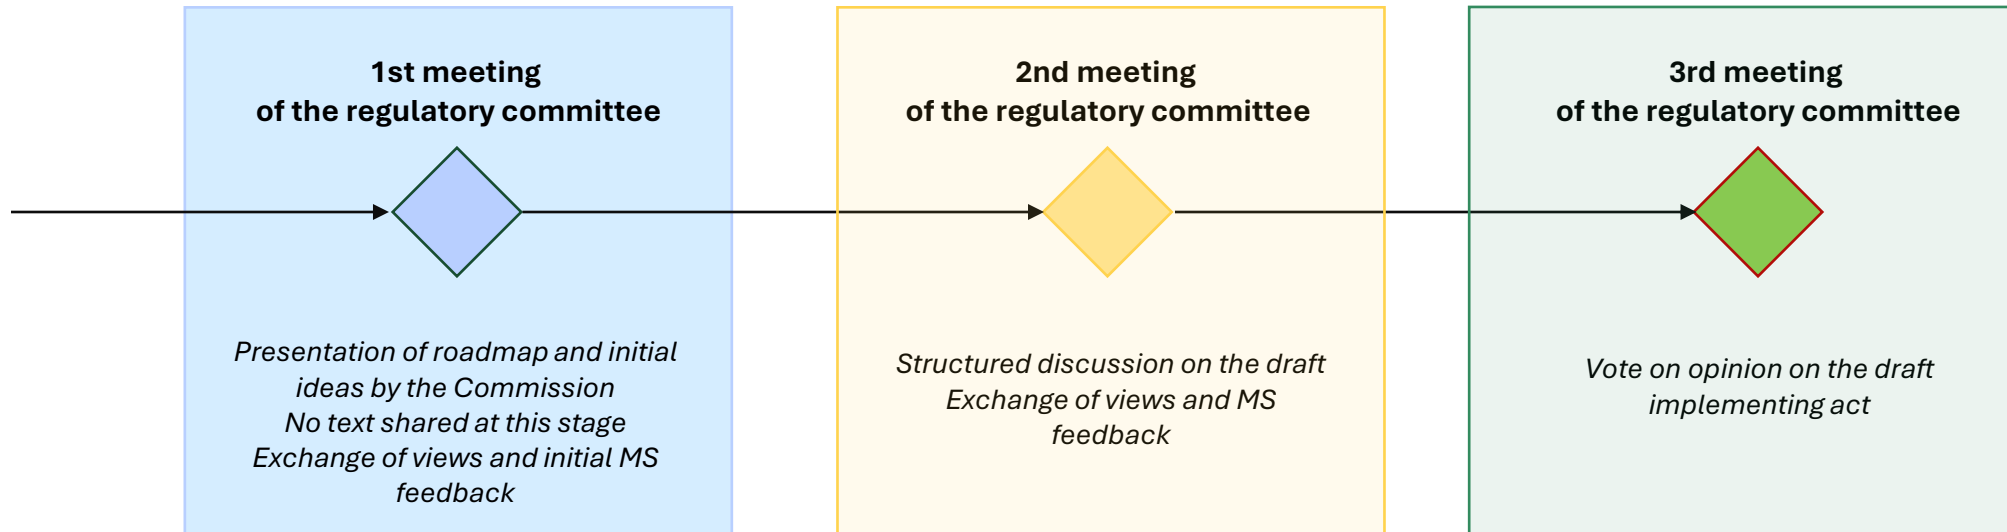 1st meeting
of the regulatory committee
Presentation of roadmap and initial
ideas by the Commission
No text shared at this stage
Exchange of views and initial MS
feedback
2nd meeting
of the regulatory committee
Structured discussion on the draft
Exchange of views and MS
feedback
3rd meeting
of the regulatory committee
Vote on opinion on the draft
implementing act